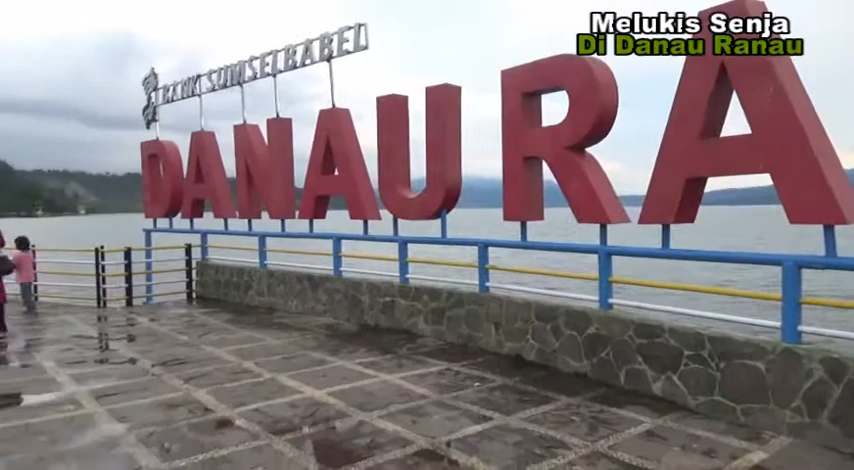 Melukis Senja
Di Danau Ranau
BANK SUMSELBABEL
DANAU RA